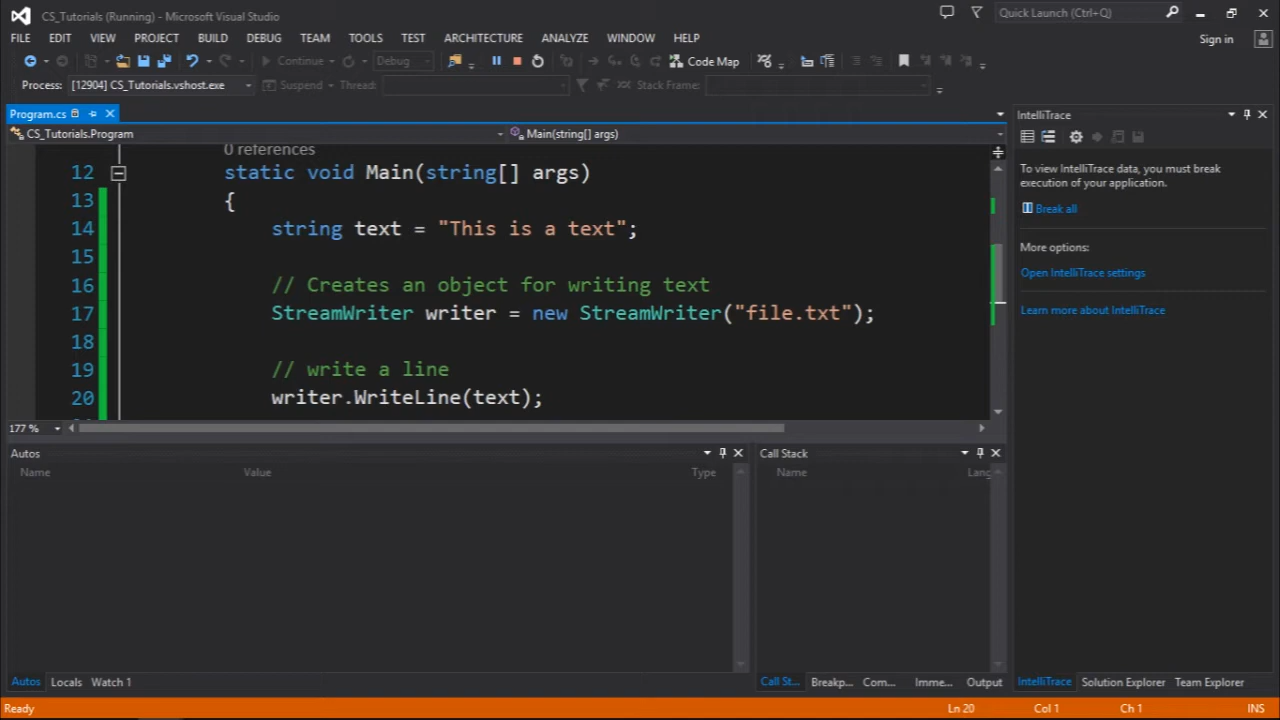 CS_Tutorials (Running) - Microsoft Visual Studio
Quick Launch (Ctrl+Q)
FILE EDIT VIEW PROJECT BUILD DEBUG TEAM TOOLS TEST ARCHITECTURE ANALYZE WINDOW HELP
Sign in
Continue Debug Code Map
Process: [12904] CS_Tutorials.vshost.exe Suspend Thread: Stack Frame:
Program.cs
CS_Tutorials.Program Main(string[] args)
0 references
12 static void Main(string[] args)
13 {
14 string text = "This is a text";
15
16 // Creates an object for writing text
17 StreamWriter writer = new StreamWriter("file.txt");
18
19 // write a line
20 writer.WriteLine(text);
177 %
IntelliTrace
To view IntelliTrace data, you must break
execution of your application.
Break all
More options:
Open IntelliTrace settings
Learn more about IntelliTrace
Autos
Name Value Type
Call Stack
Name Lang
Autos Locals Watch 1
Call St... Breakp... Com... Imme... Output
IntelliTrace Solution Explorer Team Explorer
Ready Ln 20 Col 1 Ch 1 INS